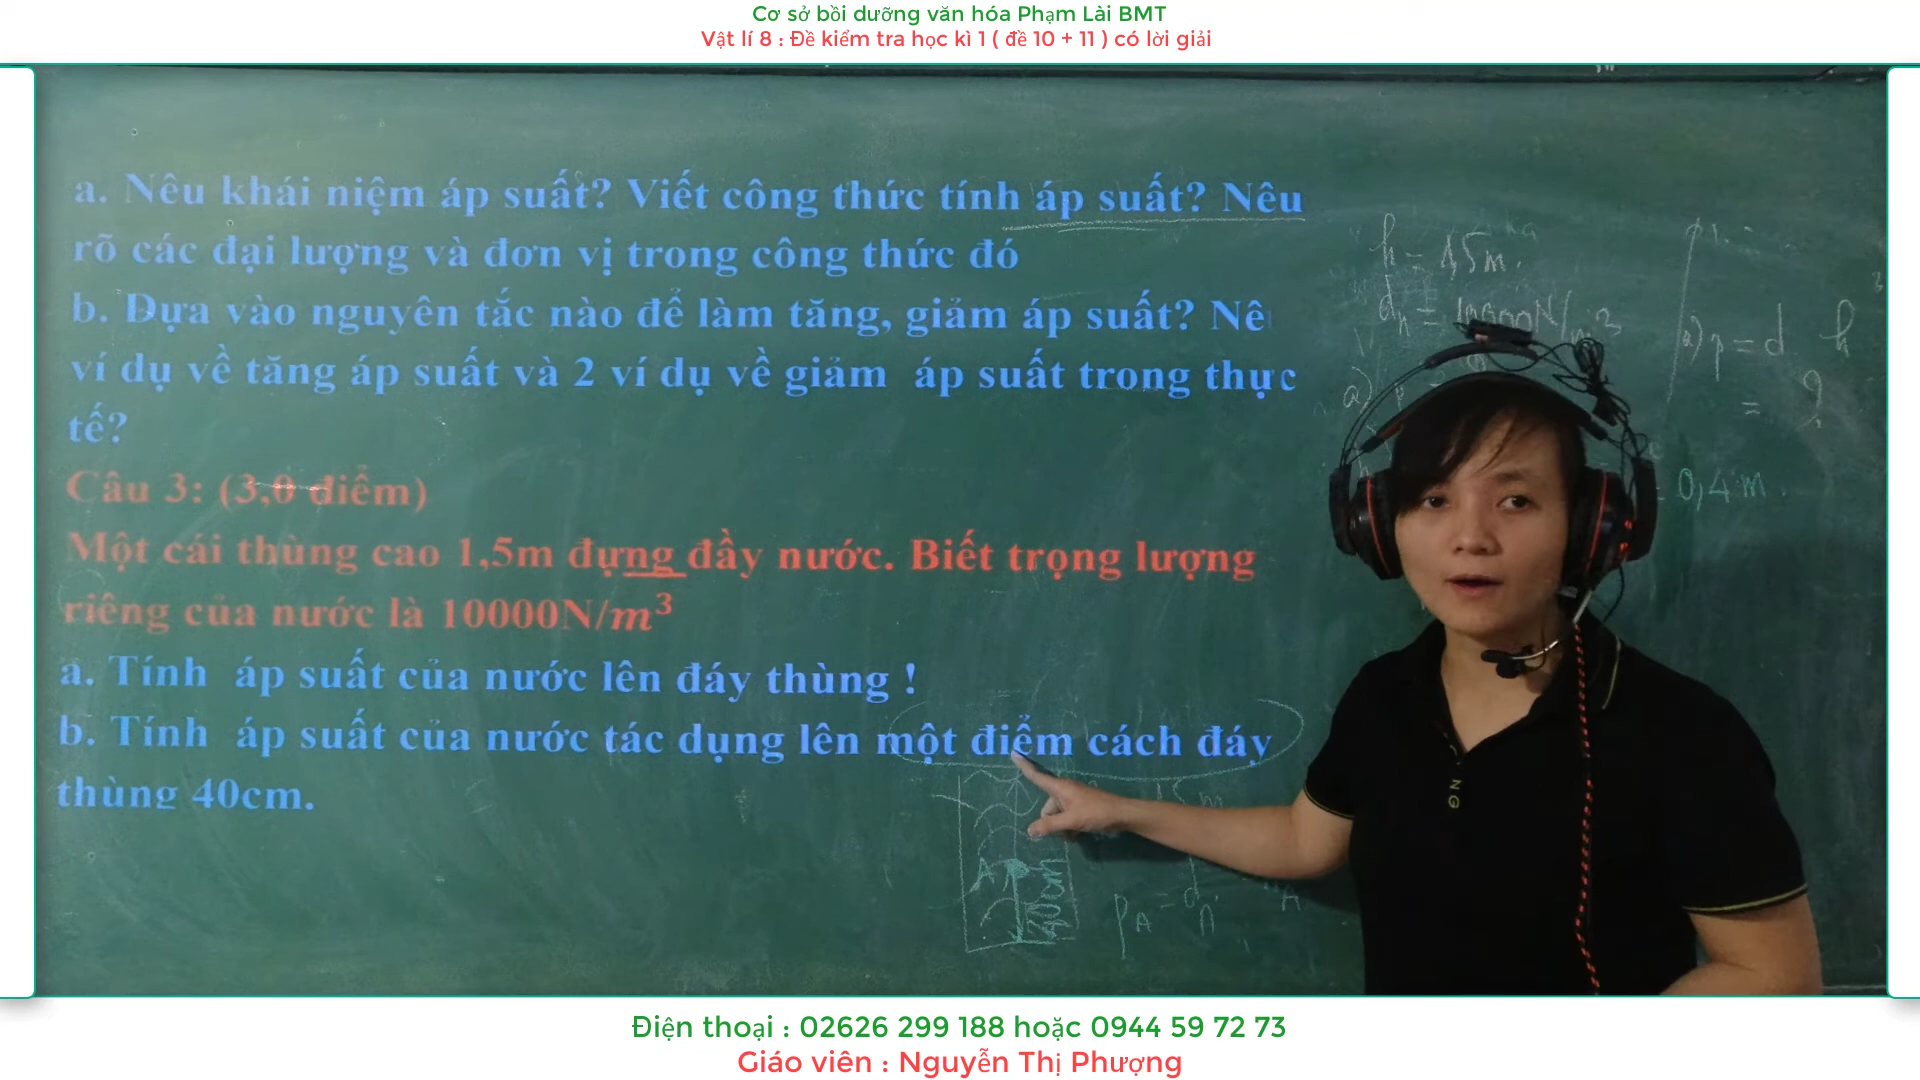 Cơ sở bồi dưỡng văn hóa Phạm Lài BMT
Vật lí 8 : Đề kiểm tra học kì 1 ( đề 10 + 11 ) có lời giải
a. Nêu khái niệm áp suất? Viết công thức tính áp suất? Nêu
rõ các đại lượng và đơn vị trong công thức đó
b. Dựa vào nguyên tắc nào để làm tăng, giảm áp suất? Nê
ví dụ về tăng áp suất và 2 ví dụ về giảm áp suất trong thực
tế?
Câu 3: (3,0 điểm)
Một cái thùng cao 1,5m đựng đầy nước. Biết trọng lượng
riêng của nước là 10000N/m³
a. Tính áp suất của nước lên đáy thùng !
b. Tính áp suất của nước tác dụng lên một điểm cách đáy
thùng 40cm.
h = 1,5m.
a) p = d h
=
0,4m.
A
40cm
Điện thoại : 02626 299 188 hoặc 0944 59 72 73
Giáo viên : Nguyễn Thị Phượng